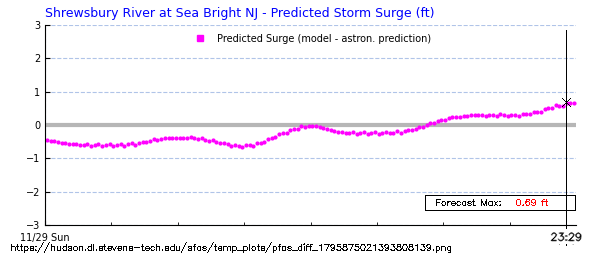 Shrewsbury River at Sea Bright NJ - Predicted Storm Surge (ft)
3
Predicted Surge (model - astron. prediction)
2
1
0
−1
−2
Forecast Max: 0.69 ft
−3
11/29 Sun 23:29
https://hudson.dl.stevens-tech.edu/sfas/temp_plots/pfas_diff_1795875021393808139.png